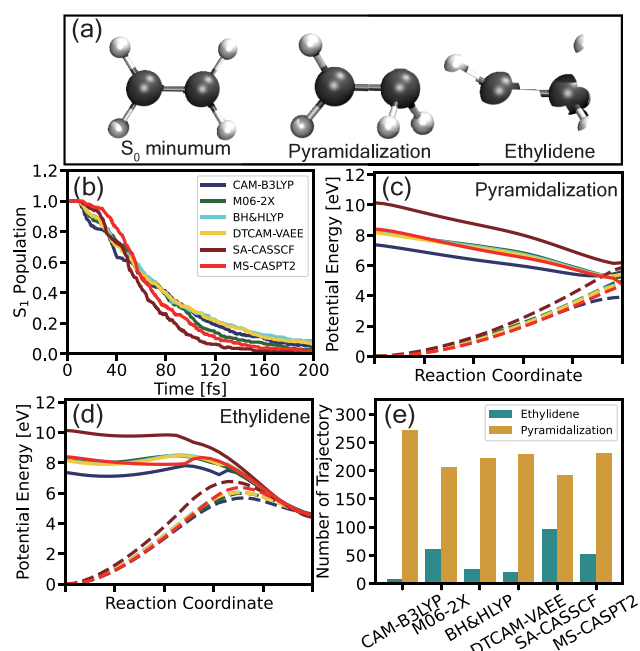 (a)
S0 minumum
Pyramidalization
Ethylidene
(b)
1.2
1.0
0.8
0.6
0.4
0.2
0.0
S1 Population
CAM-B3LYP
M06-2X
BH&HLYP
DTCAM-VAEE
SA-CASSCF
MS-CASPT2
0 40 80 120 160 200
Time [fs]
(c)
Pyramidalization
12
10
8
6
4
2
0
Potential Energy [eV]
Reaction Coordinate
(d)
Ethylidene
12
10
8
6
4
2
0
Potential Energy [eV]
Reaction Coordinate
(e)
Ethylidene
Pyramidalization
300
250
200
150
100
50
0
Number of Trajectory
CAM-B3LYP
M06-2X
BH&HLYP
DTCAM-VAEE
SA-CASSCF
MS-CASPT2